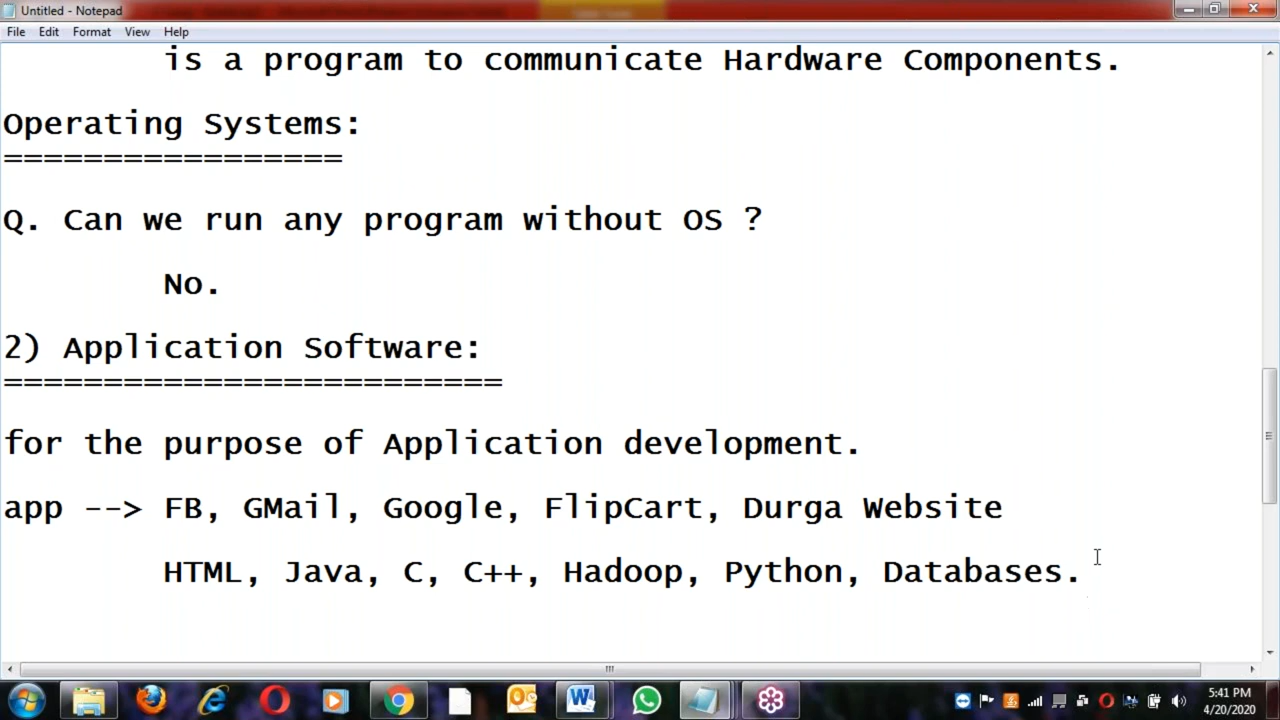 Untitled - Notepad
File Edit Format View Help
is a program to communicate Hardware Components.
Operating Systems:
=================
Q. Can we run any program without OS ?
No.
2) Application Software:
=========================
for the purpose of Application development.
app --> FB, GMail, Google, FlipCart, Durga Website
HTML, Java, C, C++, Hadoop, Python, Databases.
5:41 PM
4/20/2020